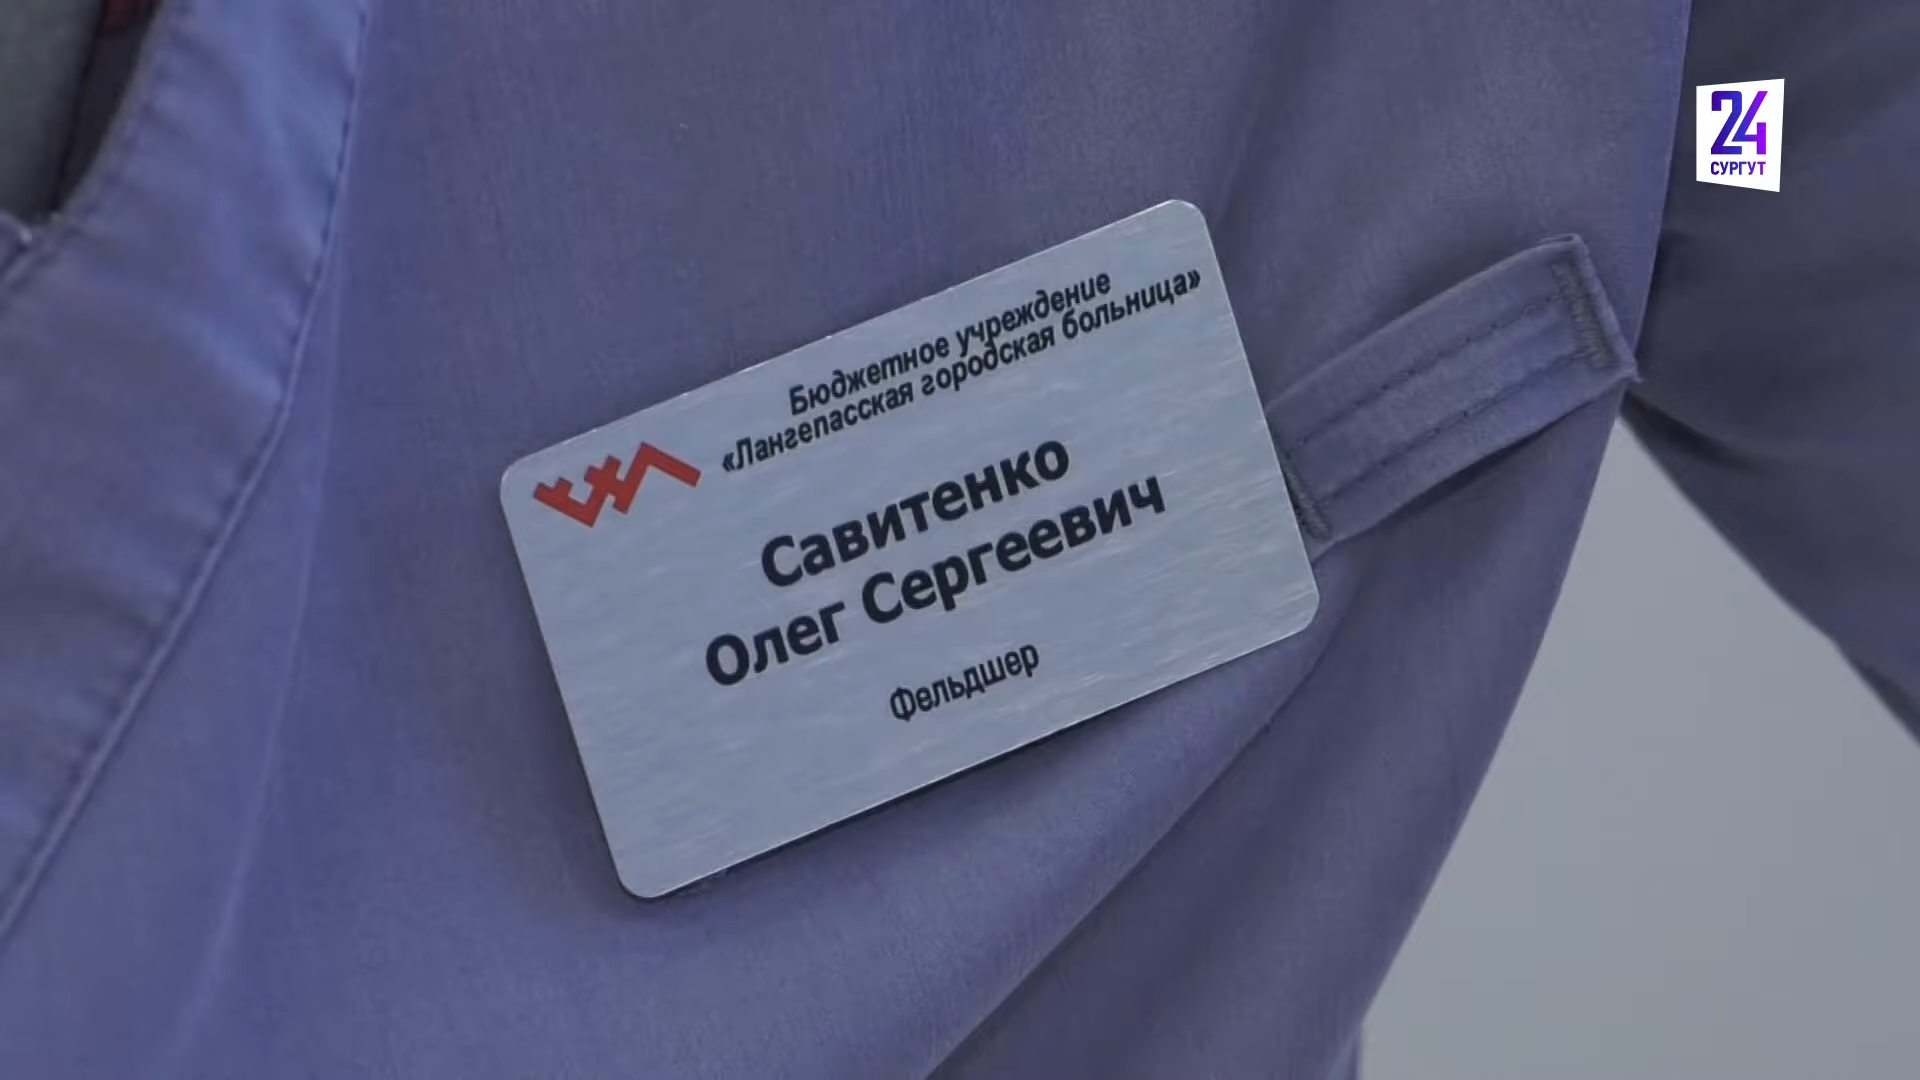 24
СУРГУТ
Бюджетное учреждение
«Лангепасская городская больница»
Савитенко
Олег Сергеевич
Фельдшер